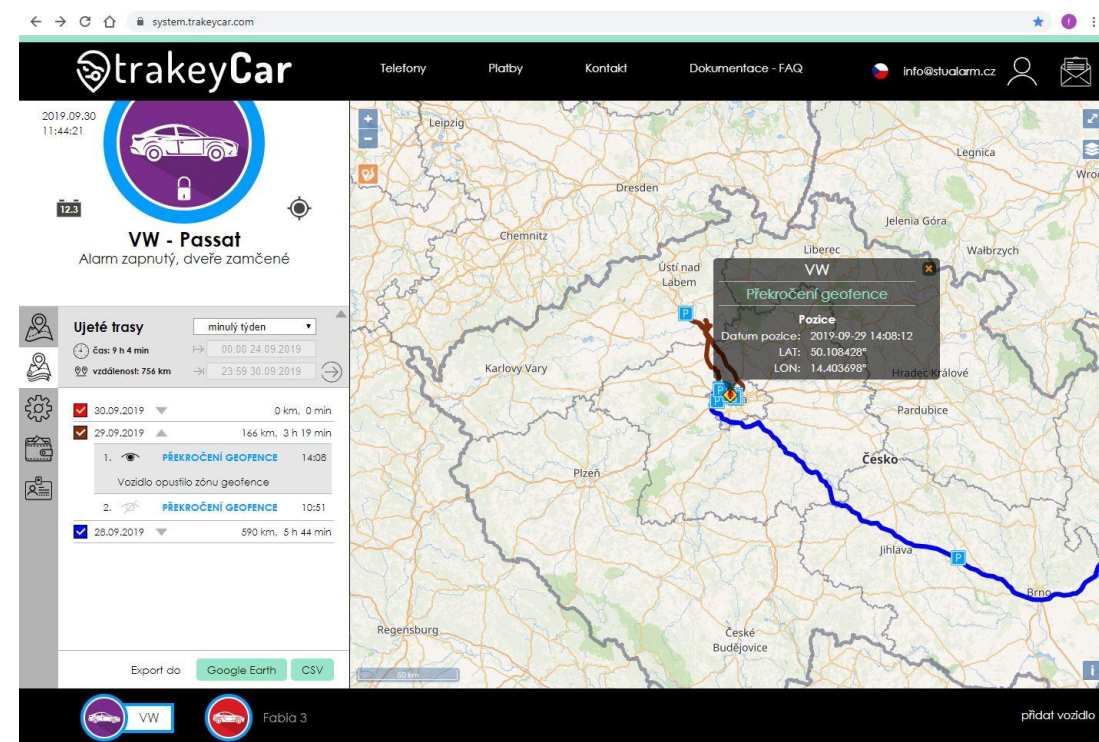 system.trakeycar.com
f
trakeyCar
Telefony
Platby
Kontakt
Dokumentace - FAQ
info@stualarm.cz
2019.09.30
11:44:21
12.3
VW - Passat
Alarm zapnutý, dveře zamčené
Ujeté trasy
minulý týden
čas: 9 h 4 min
00:00 24.09.2019
vzdálenost: 756 km
23:59 30.09.2019
30.09.2019
0 km, 0 min
29.09.2019
166 km, 3 h 19 min
1. PŘEKROČENÍ GEOFENCE 14:08
Vozidlo opustilo zónu geofence
2. PŘEKROČENÍ GEOFENCE 10:51
28.09.2019
590 km, 5 h 44 min
Export do
Google Earth
CSV
+
−
Leipzig
Legnica
Dresden
Jelenia Góra
Chemnitz
Liberec
Wałbrzych
Ústí nad
Labem
VW
Překročení geofence
Pozice
Datum pozice: 2019-09-29 14:08:12
LAT: 50.108428°
LON: 14.403698°
P
Karlovy Vary
Hradec Králové
P
P
Pardubice
Česko
Plzeň
Jihlava
P
Brno
Regensburg
České
Budějovice
50 km
i
VW
Fabia 3
přidat vozidlo